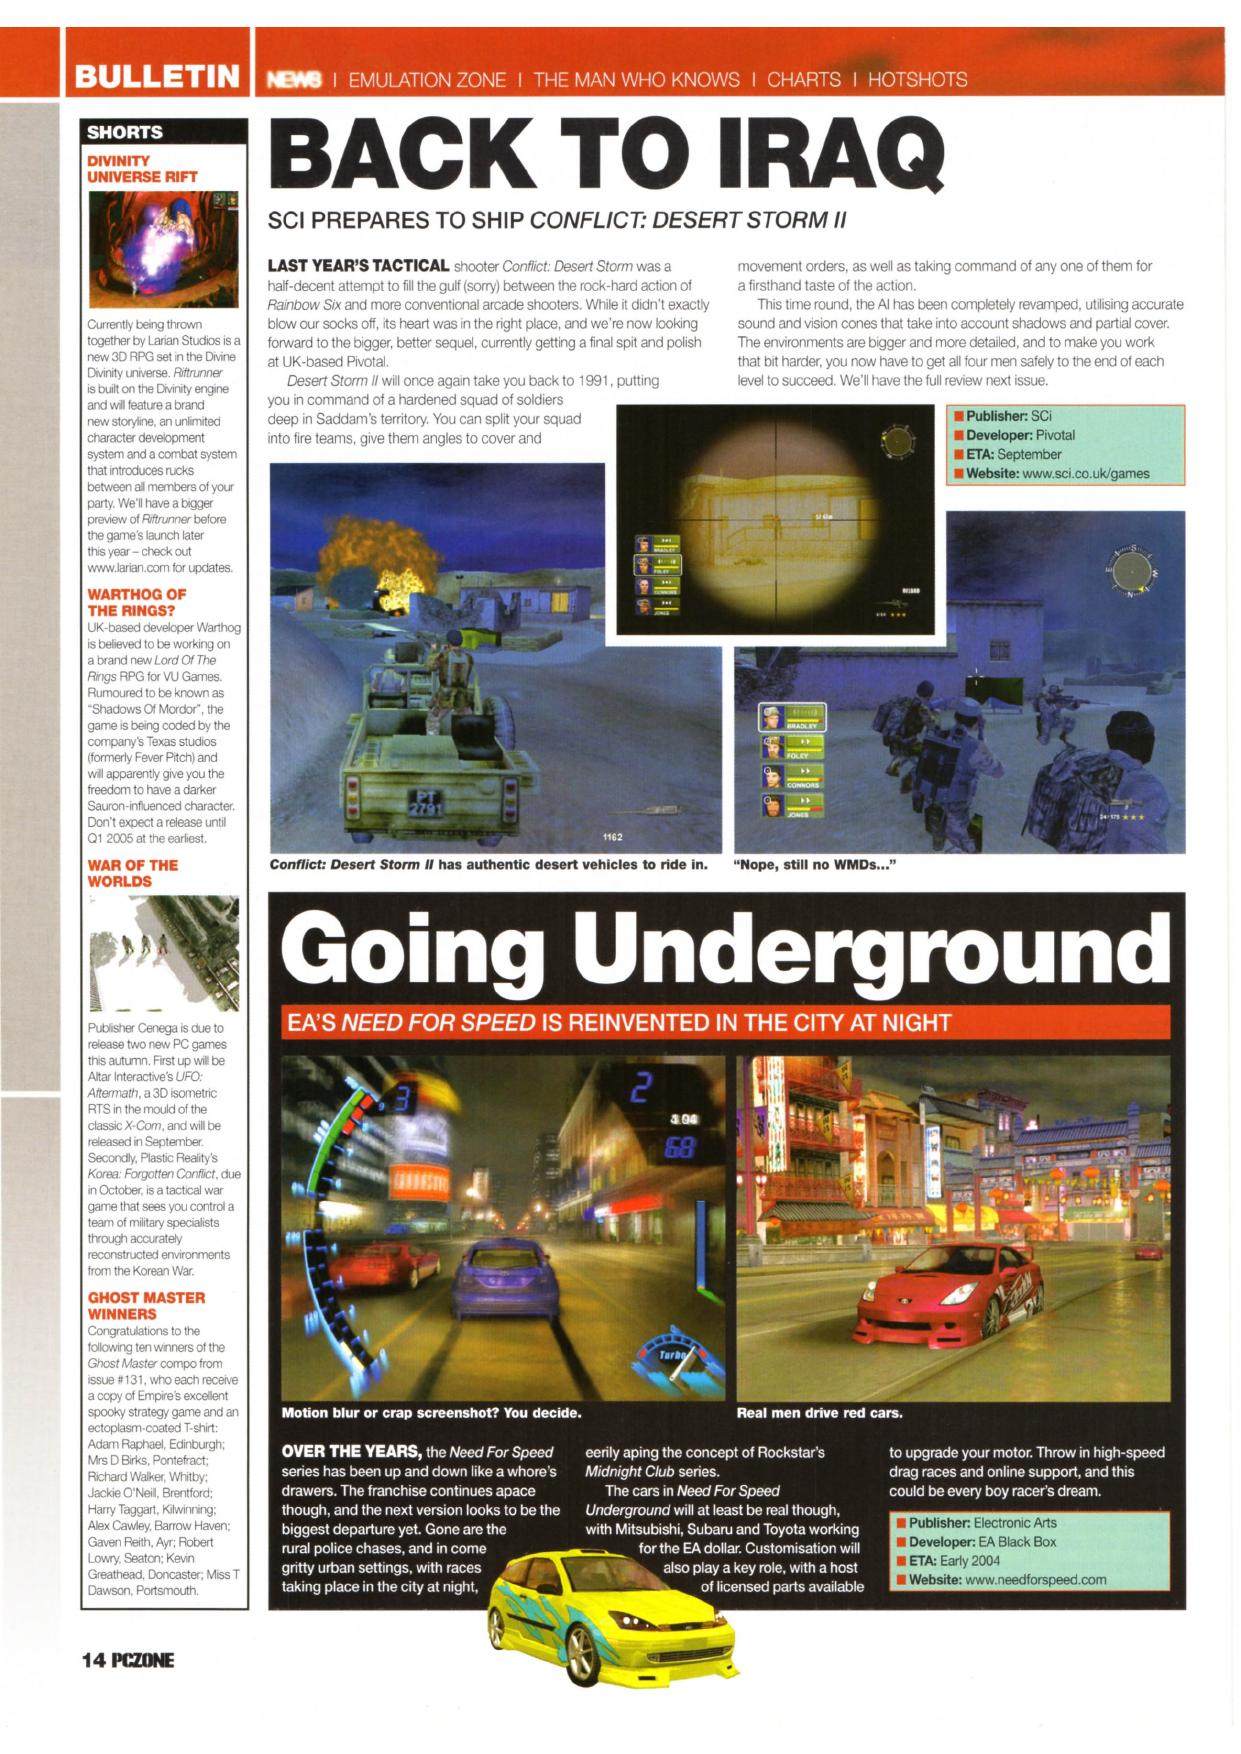 BULLETIN
NEWS | EMULATION ZONE | THE MAN WHO KNOWS | CHARTS | HOTSHOTS
SHORTS
DIVINITY
UNIVERSE RIFT
Currently being thrown
together by Larian Studios is a
new 3D RPG set in the Divine
Divinity universe. Riftrunner
is built on the Divinity engine
and will feature a brand
new storyline, an unlimited
character development
system and a combat system
that introduces rucks
between all members of your
party. We'll have a bigger
preview of Riftrunner before
the game's launch later
this year – check out
www.larian.com for updates.
WARTHOG OF
THE RINGS?
UK-based developer Warthog
is believed to be working on
a brand new Lord Of The
Rings RPG for VU Games.
Rumoured to be known as
"Shadows Of Mordor", the
game is being coded by the
company's Texas studios
(formerly Fever Pitch) and
will apparently give you the
freedom to have a darker
Sauron-influenced character.
Don't expect a release until
Q1 2005 at the earliest.
WAR OF THE
WORLDS
Publisher Cenega is due to
release two new PC games
this autumn. First up will be
Altar Interactive's UFO:
Aftermath, a 3D isometric
RTS in the mould of the
classic X-Com, and will be
released in September.
Secondly, Plastic Reality's
Korea: Forgotten Conflict, due
in October, is a tactical war
game that sees you control a
team of military specialists
through accurately
reconstructed environments
from the Korean War.
GHOST MASTER
WINNERS
Congratulations to the
following ten winners of the
Ghost Master compo from
issue #131, who each receive
a copy of Empire's excellent
spooky strategy game and an
ectoplasm-coated T-shirt:
Adam Raphael, Edinburgh;
Mrs D Birks, Pontefract;
Richard Walker, Whitby;
Jackie O'Neil, Brentford;
Harry Taggart, Kilwinning;
Alex Cawley, Barrow Haven;
Gaven Reith, Ayr; Robert
Lowry, Seaton; Kevin
Greathead, Doncaster; Miss T
Dawson, Portsmouth.
BACK TO IRAQ
SCI PREPARES TO SHIP CONFLICT: DESERT STORM II
LAST YEAR'S TACTICAL shooter Conflict: Desert Storm was a
half-decent attempt to fill the gulf (sorry) between the rock-hard action of
Rainbow Six and more conventional arcade shooters. While it didn't exactly
blow our socks off, its heart was in the right place, and we're now looking
forward to the bigger, better sequel, currently getting a final spit and polish
at UK-based Pivotal.
Desert Storm II will once again take you back to 1991, putting
you in command of a hardened squad of soldiers
deep in Saddam's territory. You can split your squad
into fire teams, give them angles to cover and
movement orders, as well as taking command of any one of them for
a firsthand taste of the action.
This time round, the AI has been completely revamped, utilising accurate
sound and vision cones that take into account shadows and partial cover.
The environments are bigger and more detailed, and to make you work
that bit harder, you now have to get all four men safely to the end of each
level to succeed. We'll have the full review next issue.
Publisher: SCi
Developer: Pivotal
ETA: September
Website: www.sci.co.uk/games
BRADLEY
FOLEY
CONNORS
JONES
PT
2791
1162
BRADLEY
FOLEY
CONNORS
JONES
Conflict: Desert Storm II has authentic desert vehicles to ride in.
"Nope, still no WMDs..."
Going Underground
EA'S NEED FOR SPEED IS REINVENTED IN THE CITY AT NIGHT
3
9
2
68
Turbo
Motion blur or crap screenshot? You decide.
Real men drive red cars.
OVER THE YEARS, the Need For Speed
series has been up and down like a whore's
drawers. The franchise continues apace
though, and the next version looks to be the
biggest departure yet. Gone are the
rural police chases, and in come
gritty urban settings, with races
taking place in the city at night,
eerily aping the concept of Rockstar's
Midnight Club series.
The cars in Need For Speed
Underground will at least be real though,
with Mitsubishi, Subaru and Toyota working
for the EA dollar. Customisation will
also play a key role, with a host
of licensed parts available
to upgrade your motor. Throw in high-speed
drag races and online support, and this
could be every boy racer's dream.
Publisher: Electronic Arts
Developer: EA Black Box
ETA: Early 2004
Website: www.needforspeed.com
14 PCZONE